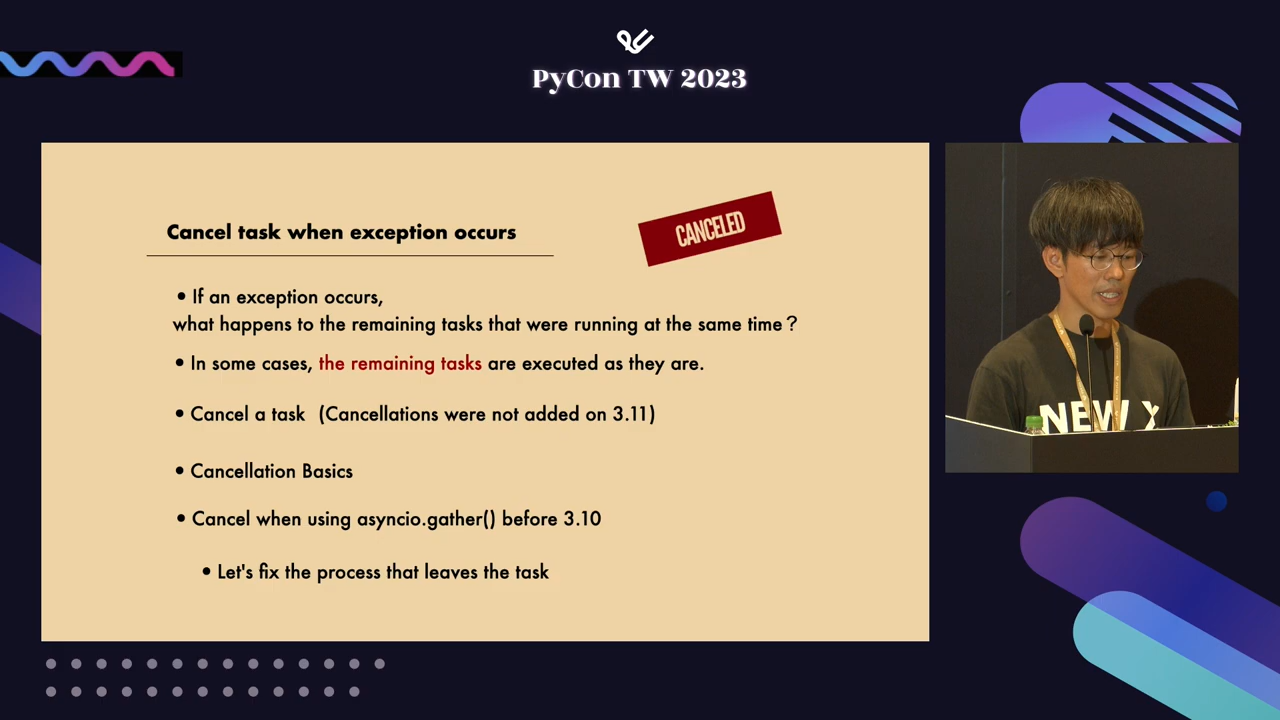 PyCon TW 2023
Cancel task when exception occurs
CANCELED
• If an exception occurs,
what happens to the remaining tasks that were running at the same time？
• In some cases, the remaining tasks are executed as they are.
• Cancel a task (Cancellations were not added on 3.11)
• Cancellation Basics
• Cancel when using asyncio.gather() before 3.10
• Let's fix the process that leaves the task
NEW